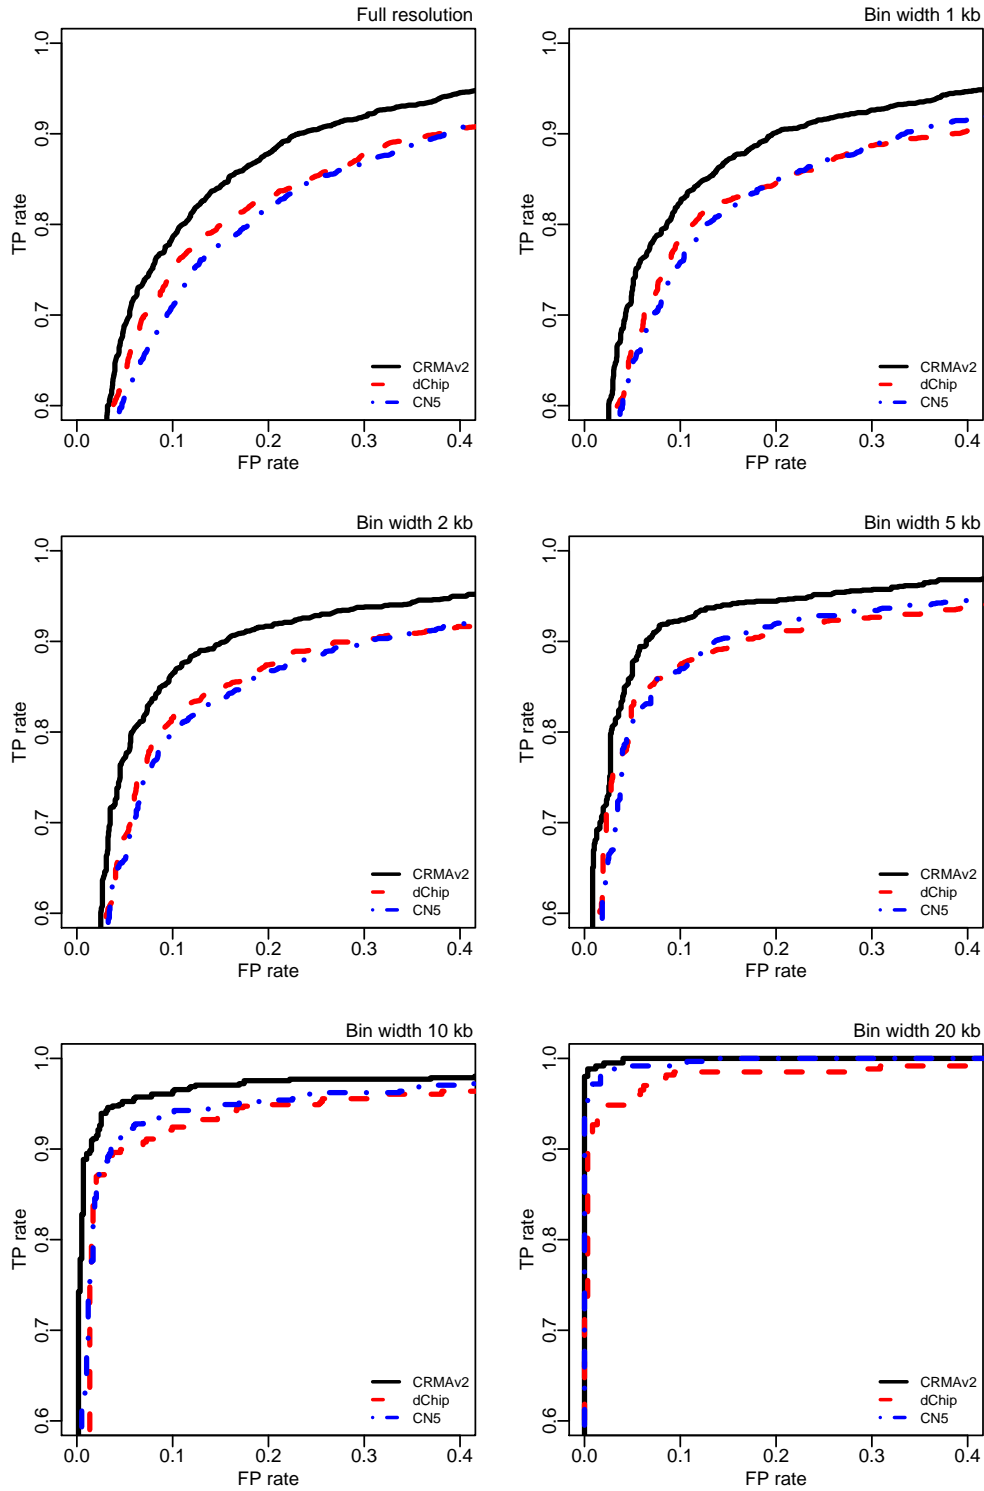 Full resolution
1.0
0.9
0.8
0.7
0.6
TP rate
CRMAv2
dChip
CN5
0.0 0.1 0.2 0.3 0.4
FP rate
Bin width 1 kb
1.0
0.9
0.8
0.7
0.6
TP rate
CRMAv2
dChip
CN5
0.0 0.1 0.2 0.3 0.4
FP rate
Bin width 2 kb
1.0
0.9
0.8
0.7
0.6
TP rate
CRMAv2
dChip
CN5
0.0 0.1 0.2 0.3 0.4
FP rate
Bin width 5 kb
1.0
0.9
0.8
0.7
0.6
TP rate
CRMAv2
dChip
CN5
0.0 0.1 0.2 0.3 0.4
FP rate
Bin width 10 kb
1.0
0.9
0.8
0.7
0.6
TP rate
CRMAv2
dChip
CN5
0.0 0.1 0.2 0.3 0.4
FP rate
Bin width 20 kb
1.0
0.9
0.8
0.7
0.6
TP rate
CRMAv2
dChip
CN5
0.0 0.1 0.2 0.3 0.4
FP rate